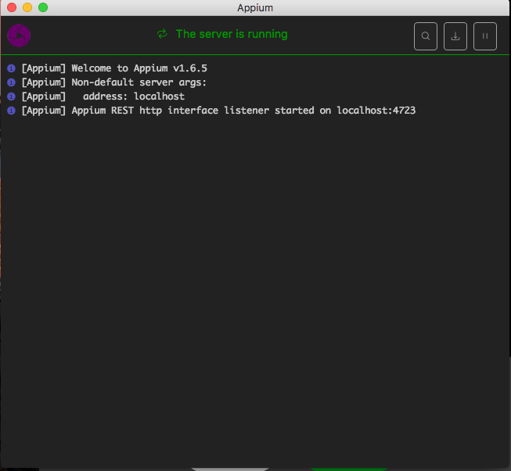 Appium
The server is running
[Appium] Welcome to Appium v1.6.5
[Appium] Non-default server args:
[Appium]   address: localhost
[Appium] Appium REST http interface listener started on localhost:4723